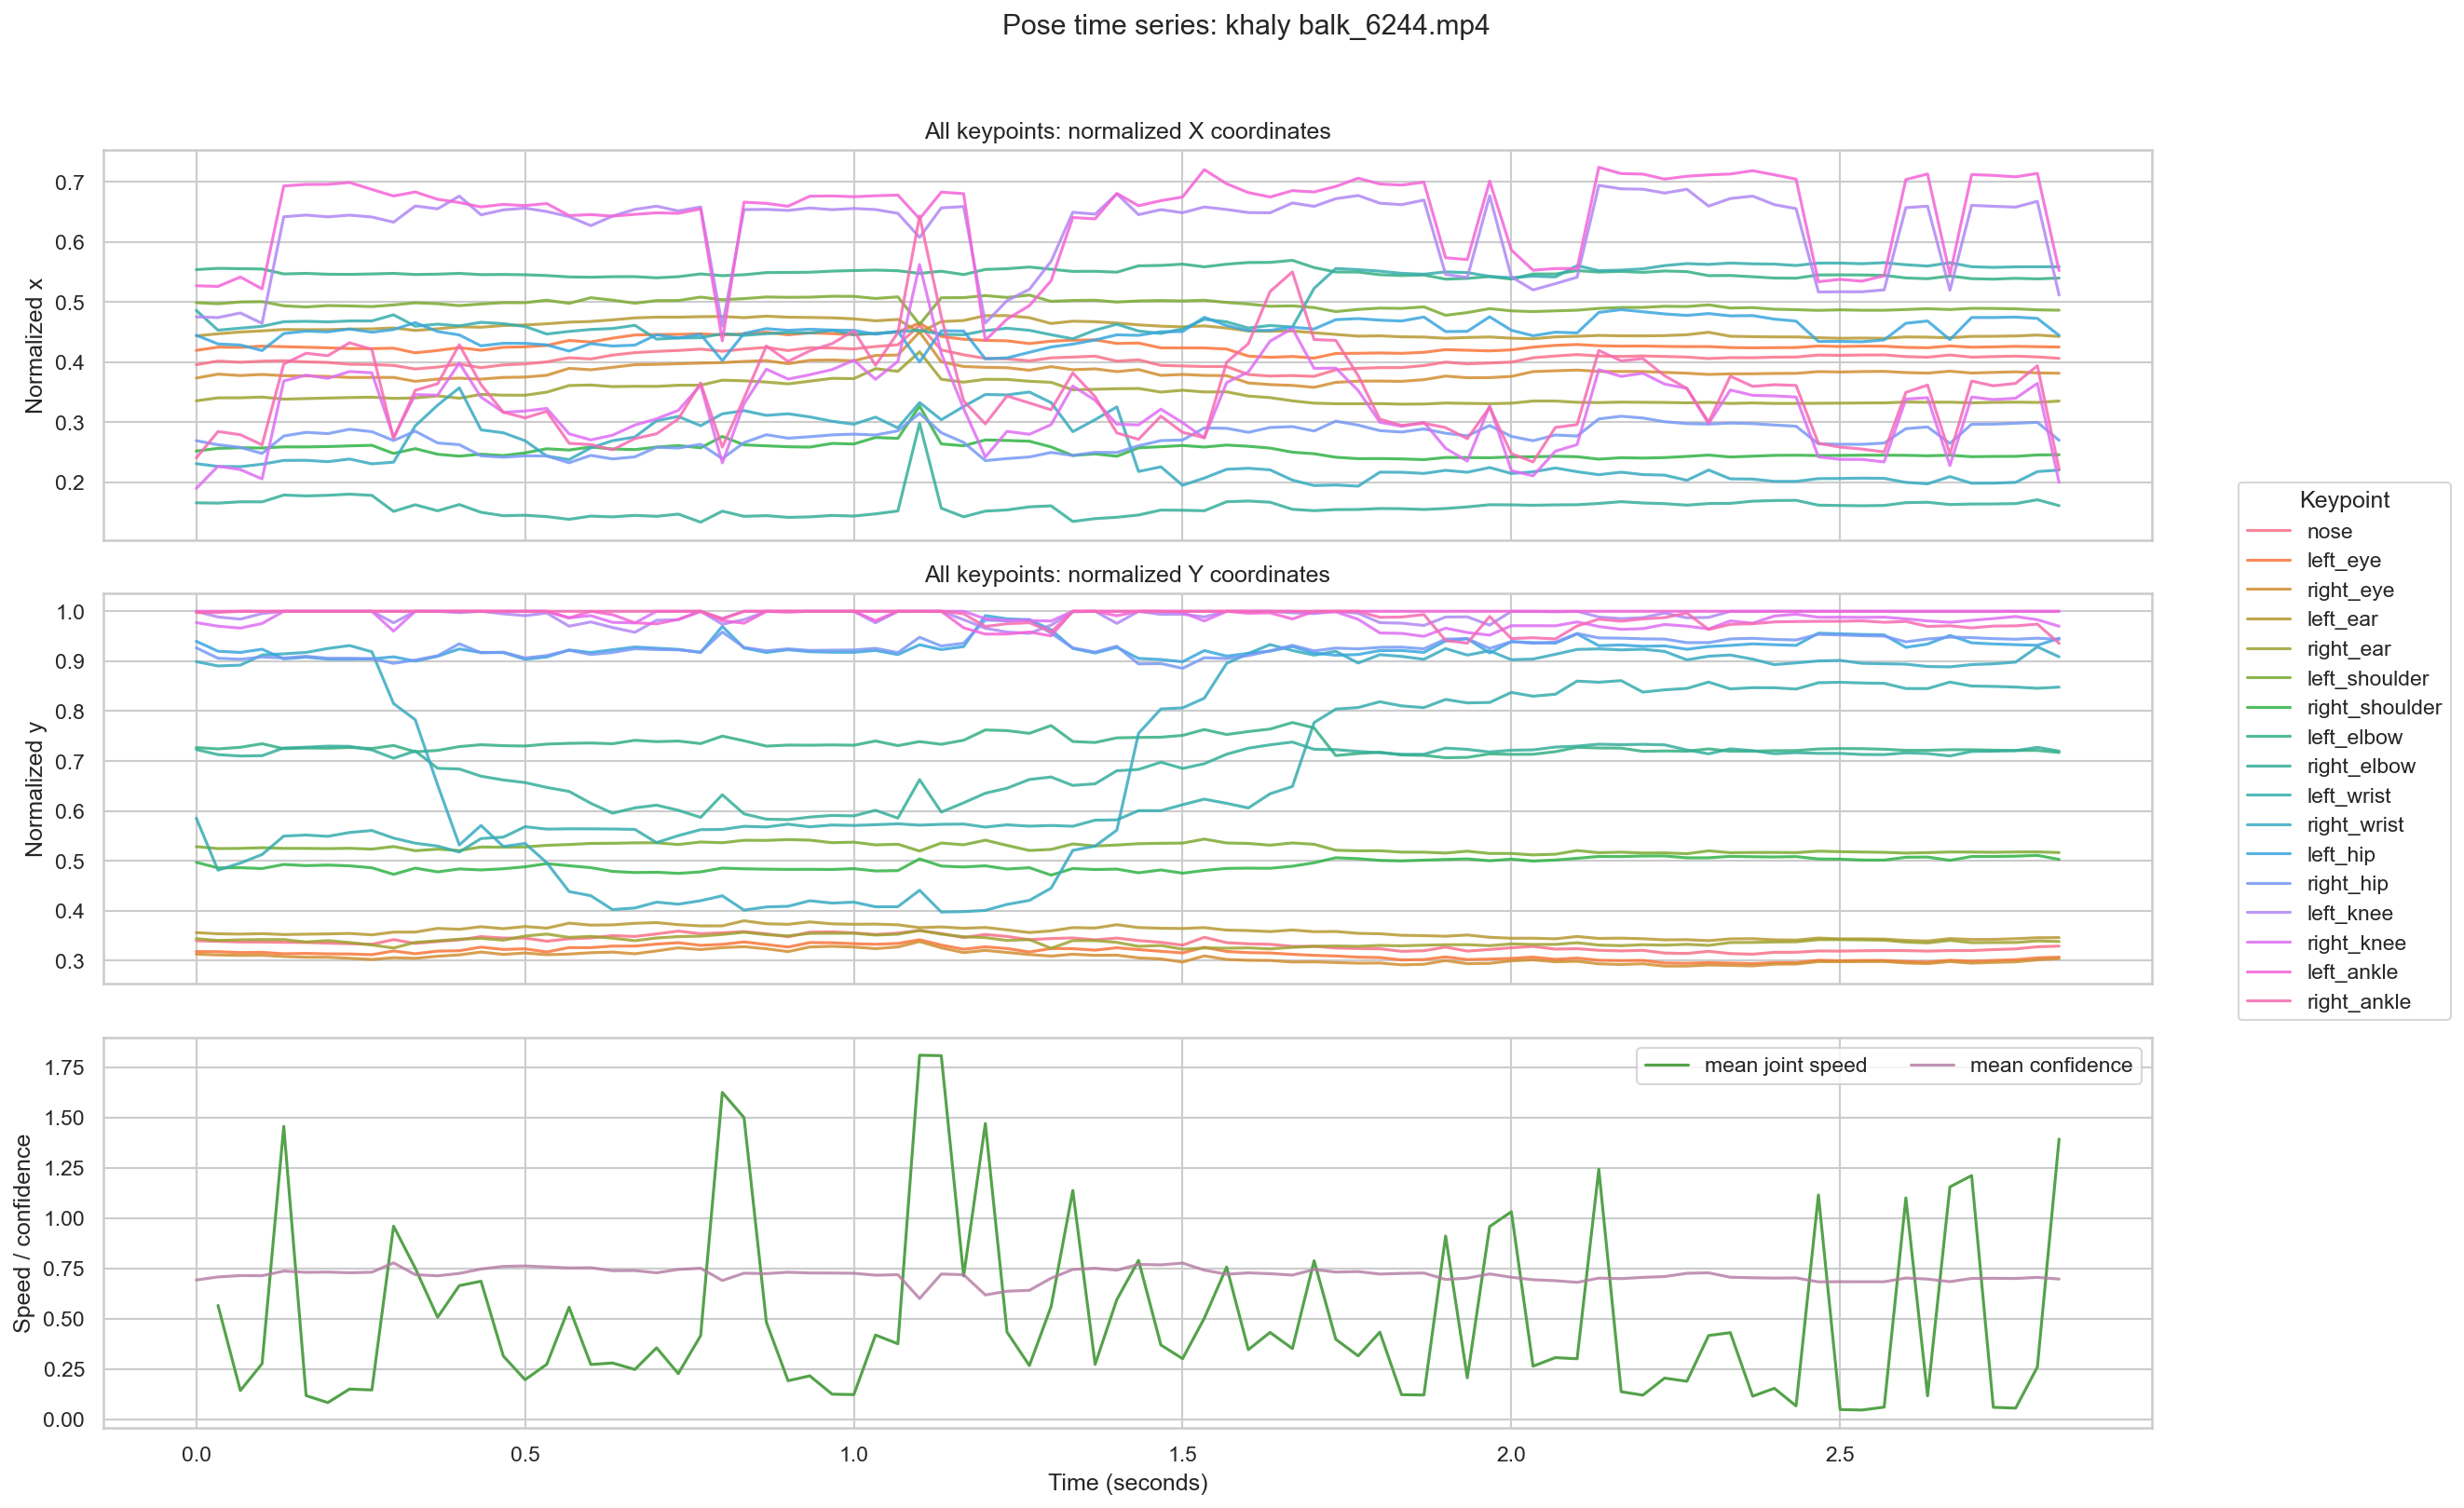 Pose time series: khaly balk_6244.mp4
All keypoints: normalized X coordinates
Normalized x
0.7
0.6
0.5
0.4
0.3
0.2
All keypoints: normalized Y coordinates
Normalized y
1.0
0.9
0.8
0.7
0.6
0.5
0.4
0.3
Keypoint
nose
left_eye
right_eye
left_ear
right_ear
left_shoulder
right_shoulder
left_elbow
right_elbow
left_wrist
right_wrist
left_hip
right_hip
left_knee
right_knee
left_ankle
right_ankle
mean joint speed mean confidence
Speed / confidence
1.75
1.50
1.25
1.00
0.75
0.50
0.25
0.00
0.0 0.5 1.0 1.5 2.0 2.5
Time (seconds)